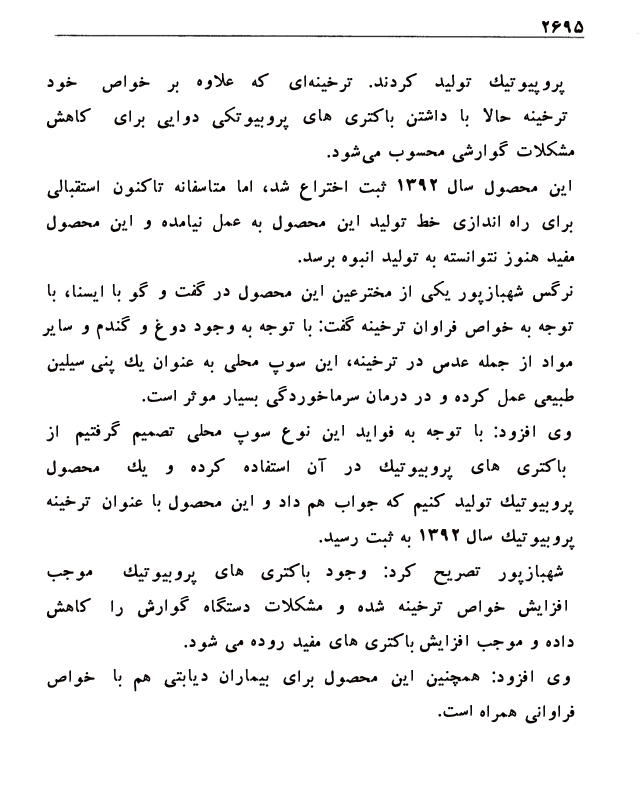 ۲۶۹۵
پروپیوتیك تولید کردند. ترخینه‌ای که علاوه بر خواص خود
ترخینه حالا با داشتن باکتری های پروبیوتکی دوایی برای کاهش
مشکلات گوارشی محسوب می‌شود.
این محصول سال ۱۳۹۲ ثبت اختراع شد، اما متاسفانه تاکنون استقبالی
برای راه اندازی خط تولید این محصول به عمل نیامده و این محصول
مفید هنوز نتوانسته به تولید انبوه برسد.
نرگس شهبازپور یکی از مخترعین این محصول در گفت و گو با ایسنا، با
توجه به خواص فراوان ترخینه گفت: با توجه به وجود دوغ و گندم و سایر
مواد از جمله عدس در ترخینه، این سوپ محلی به عنوان یك پنی سیلین
طبیعی عمل کرده و در درمان سرماخوردگی بسیار موثر است.
وی افزود: با توجه به فواید این نوع سوپ محلی تصمیم گرفتیم از
باکتری های پروبیوتیك در آن استفاده کرده و یك محصول
پروبیوتیك تولید کنیم که جواب هم داد و این محصول با عنوان ترخینه
پروبیوتیك سال ۱۳۹۲ به ثبت رسید.
شهبازپور تصریح کرد: وجود باکتری های پروبیوتیك موجب
افزایش خواص ترخینه شده و مشکلات دستگاه گوارش را کاهش
داده و موجب افزایش باکتری های مفید روده می شود.
وی افزود: همچنین این محصول برای بیماران دیابتی هم با خواص
فراوانی همراه است.